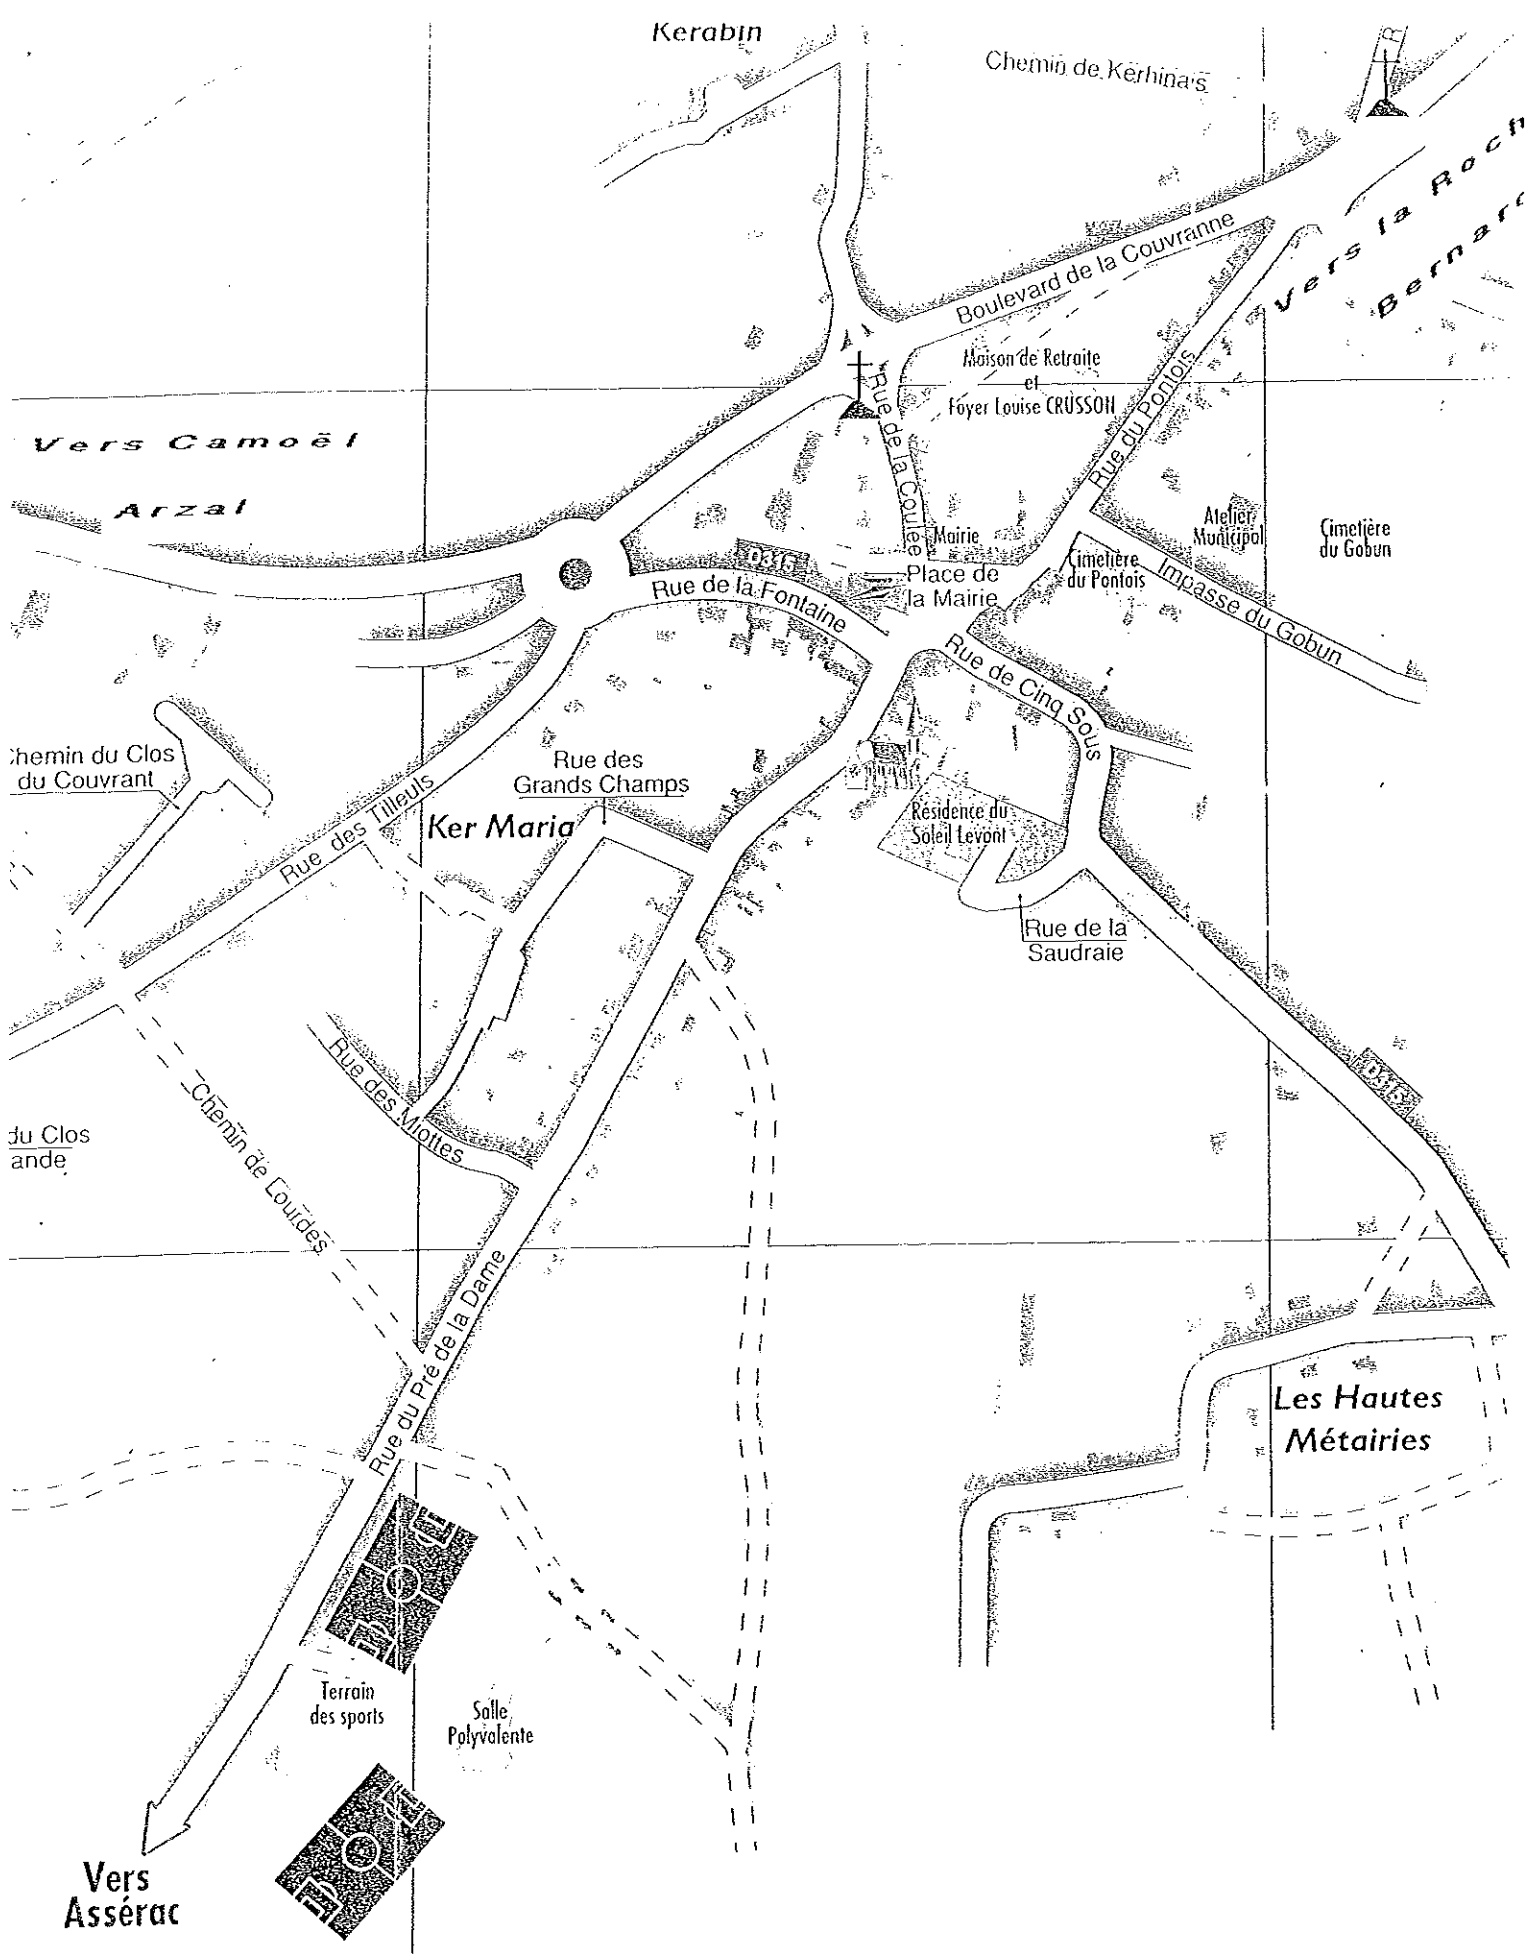 Kerabin
Chemin de Kerhinais
R
Vers la Roch
Bernard
Boulevard de la Couvranne
Maison de Retraite
et
Foyer Louise CRUSSON
Rue du Pontois
Rue de la Coulée
Vers Camoël
Arzal
Mairie
Atelier
Municipal
Cimetière
du Gobun
D315
Rue de la Fontaine
Place de
la Mairie
Cimetière
du Pontois
Impasse du Gobun
Rue de Cinq Sous
Chemin du Clos
du Couvrant
Rue des
Grands Champs
Rue des Tilleuls
Ker Maria
Résidence du
Soleil Levant
Rue de la
Saudraie
Rue des Miottes
D315
Chemin de Lourdes
du Clos
ande
Rue du Pré de la Dame
Les Hautes
Métairies
Terrain
des sports
Salle
Polyvalente
Vers
Assérac